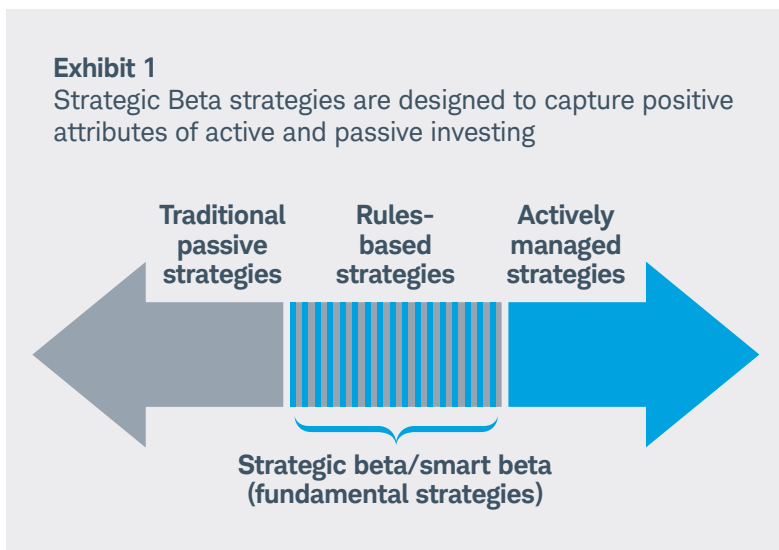 Exhibit 1
Strategic Beta strategies are designed to capture positive
attributes of active and passive investing
Traditional
passive
strategies
Rules-
based
strategies
Actively
managed
strategies
Strategic beta/smart beta
(fundamental strategies)